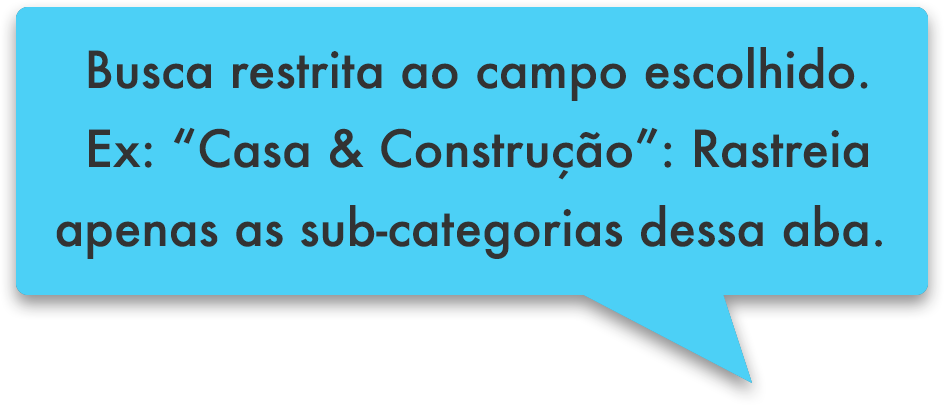 Busca restrita ao campo escolhido.
Ex: “Casa & Construção”: Rastreia
apenas as sub-categorias dessa aba.